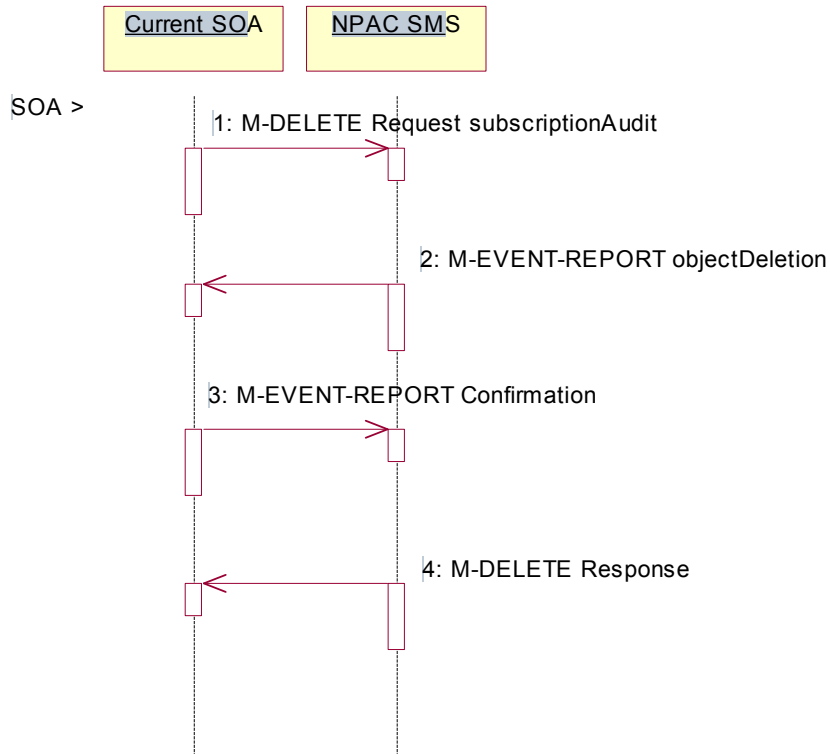 Current SOA
NPAC SMS
SOA >
1: M-DELETE Request subscriptionAudit
2: M-EVENT-REPORT objectDeletion
3: M-EVENT-REPORT Confirmation
4: M-DELETE Response